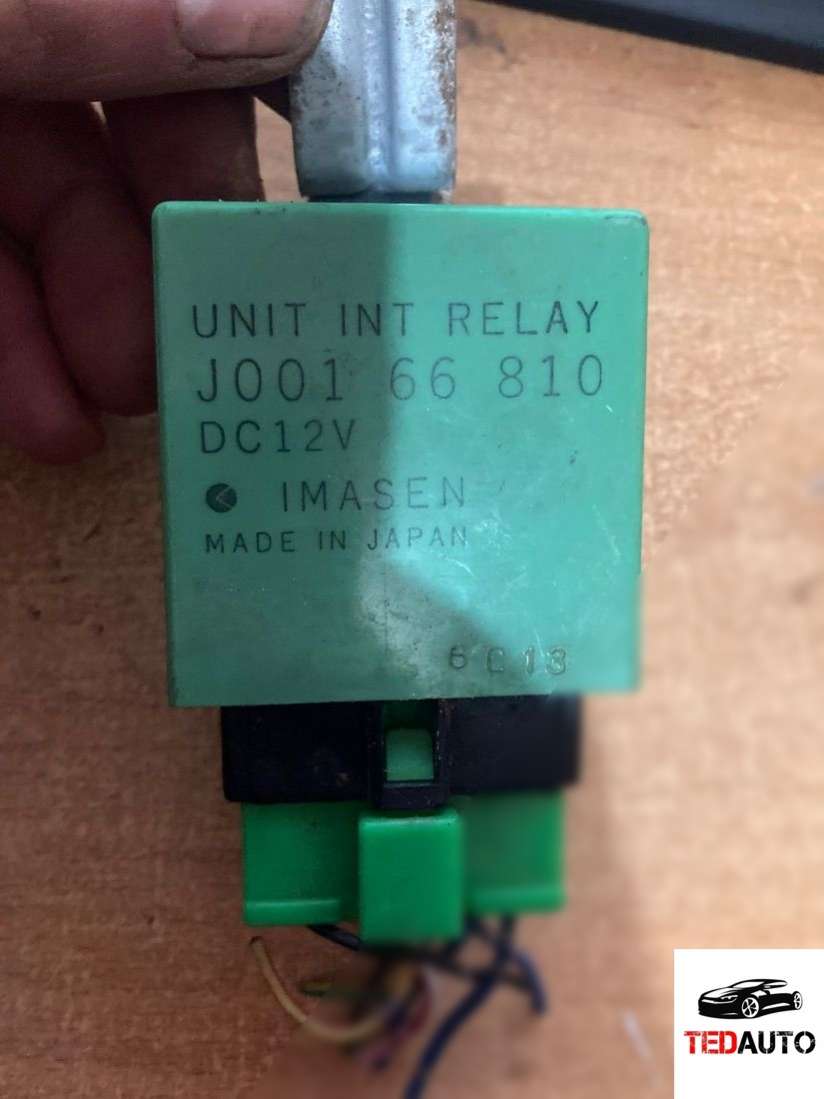 UNIT INT RELAY
J001 66 810
DC12V
IMASEN
MADE IN JAPAN
6C13
TEDAUTO